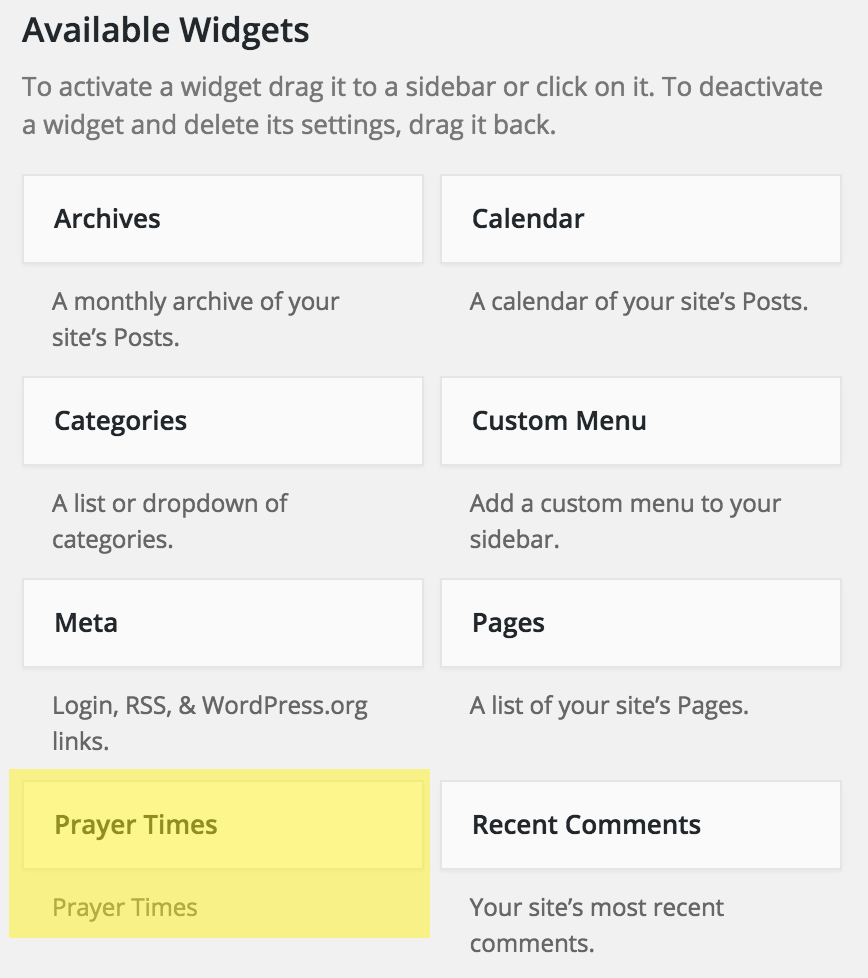 Available Widgets
To activate a widget drag it to a sidebar or click on it. To deactivate
a widget and delete its settings, drag it back.
Archives
Calendar
A monthly archive of your
site’s Posts.
A calendar of your site’s Posts.
Categories
Custom Menu
A list or dropdown of
categories.
Add a custom menu to your
sidebar.
Meta
Pages
Login, RSS, & WordPress.org
links.
A list of your site’s Pages.
Prayer Times
Recent Comments
Prayer Times
Your site’s most recent
comments.